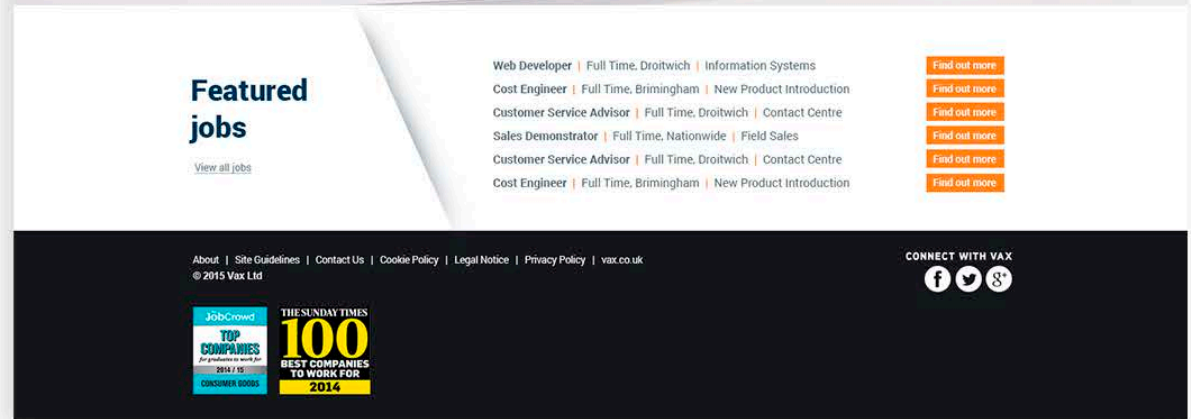 Featured
jobs
View all jobs
Web Developer | Full Time, Droitwich | Information Systems
Find out more
Cost Engineer | Full Time, Brimingham | New Product Introduction
Find out more
Customer Service Advisor | Full Time, Droitwich | Contact Centre
Find out more
Sales Demonstrator | Full Time, Nationwide | Field Sales
Find out more
Customer Service Advisor | Full Time, Droitwich | Contact Centre
Find out more
Cost Engineer | Full Time, Brimingham | New Product Introduction
Find out more
About | Site Guidelines | Contact Us | Cookie Policy | Legal Notice | Privacy Policy | vax.co.uk
© 2015 Vax Ltd
CONNECT WITH VAX
f
g+
JobCrowd
TOP
COMPANIES
for graduates to work for
2014 / 15
CONSUMER GOODS
THE SUNDAY TIMES
100
BEST COMPANIES
TO WORK FOR
2014